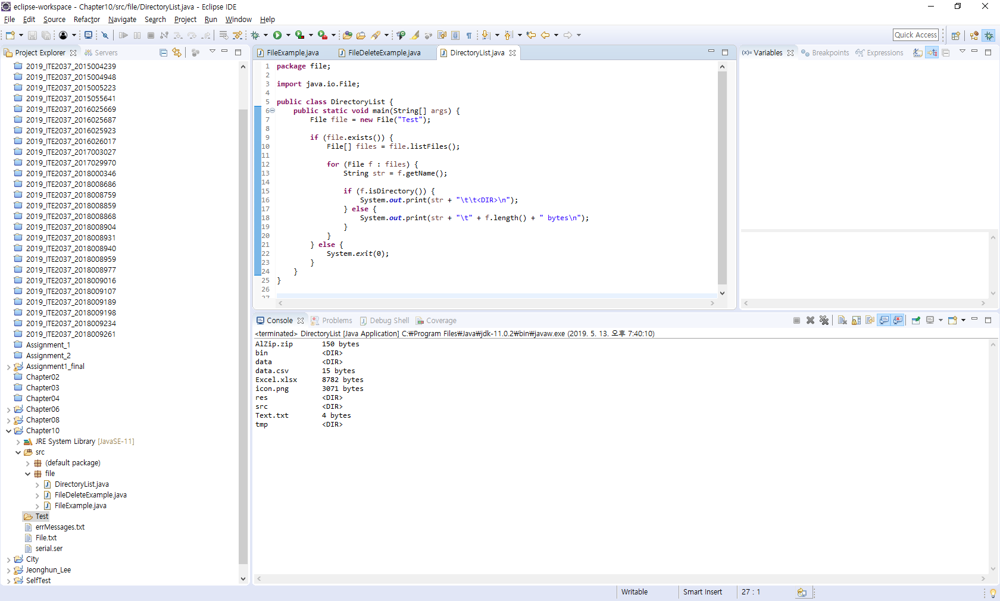 eclipse-workspace - Chapter10/src/file/DirectoryList.java - Eclipse IDE
File Edit Source Refactor Navigate Search Project Run Window Help
Quick Access
Project Explorer Servers
2019_ITE2037_2015004239
2019_ITE2037_2015004948
2019_ITE2037_2015005223
2019_ITE2037_2015055641
2019_ITE2037_2016025669
2019_ITE2037_2016025687
2019_ITE2037_2016025923
2019_ITE2037_2016026017
2019_ITE2037_2017003027
2019_ITE2037_2017029970
2019_ITE2037_2018000346
2019_ITE2037_2018008686
2019_ITE2037_2018008759
2019_ITE2037_2018008859
2019_ITE2037_2018008868
2019_ITE2037_2018008904
2019_ITE2037_2018008931
2019_ITE2037_2018008940
2019_ITE2037_2018008959
2019_ITE2037_2018008977
2019_ITE2037_2018009016
2019_ITE2037_2018009107
2019_ITE2037_2018009189
2019_ITE2037_2018009198
2019_ITE2037_2018009234
2019_ITE2037_2018009261
Assignment_1
Assignment_2
Assignment1_final
Chapter02
Chapter03
Chapter04
Chapter06
Chapter08
Chapter10
JRE System Library [JavaSE-11]
src
(default package)
file
DirectoryList.java
FileDeleteExample.java
FileExample.java
Test
errMessages.txt
File.txt
serial.ser
City
Jeonghun_Lee
SelfTest
FileExample.java FileDeleteExample.java DirectoryList.java
1 package file;
2
3 import java.io.File;
4
5 public class DirectoryList {
6 public static void main(String[] args) {
7 File file = new File("Test");
8
9 if (file.exists()) {
10 File[] files = file.listFiles();
11
12 for (File f : files) {
13 String str = f.getName();
14
15 if (f.isDirectory()) {
16 System.out.print(str + "\t\t<DIR>\n");
17 } else {
18 System.out.print(str + "\t" + f.length() + " bytes\n");
19 }
20 }
21 } else {
22 System.exit(0);
23 }
24 }
25 }
26
27
(x)= Variables Breakpoints Expressions
Console Problems Debug Shell Coverage
<terminated> DirectoryList [Java Application] C:₩Program Files₩Java₩jdk-11.0.2₩bin₩javaw.exe (2019. 5. 13. 오후 7:40:10)
AlZip.zip 150 bytes
bin <DIR>
data <DIR>
data.csv 15 bytes
Excel.xlsx 8782 bytes
icon.png 3071 bytes
res <DIR>
src <DIR>
Text.txt 4 bytes
tmp <DIR>
Writable Smart Insert 27 : 1